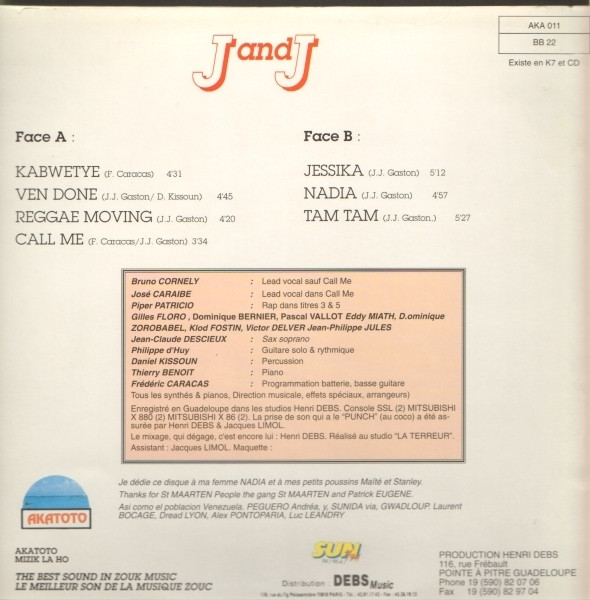 AKA 011
BB 22
Existe en K7 et CD
J and J
Face A :
KABWETYE (F. Caracas) 4'31
VEN DONE (J.J. Gaston/ D. Kissoun) 4'45
REGGAE MOVING (J.J. Gaston) 4'20
CALL ME (F. Caracas/J.J. Gaston) 3'34
Face B :
JESSIKA (J.J. Gaston) 5'12
NADIA (J.J. Gaston) 4'57
TAM TAM (J.J. Gaston.) 5'27
Bruno CORNELY : Lead vocal sauf Call Me
José CARAIBE : Lead vocal dans Call Me
Piper PATRICIO : Rap dans titres 3 & 5
Gilles FLORO , Dominique BERNIER, Pascal VALLOT Eddy MIATH, D.ominique
ZOROBABEL, Klod FOSTIN, Victor DELVER Jean-Philippe JULES
Jean-Claude DESCIEUX : Sax soprano
Philippe d'Huy : Guitare solo & rythmique
Daniel KISSOUN : Percussion
Thierry BENOIT : Piano
Frédéric CARACAS : Programmation batterie, basse guitare
Tous les synthés & pianos, Direction musicale, effets spéciaux, arrangeurs)
Enregistré en Guadeloupe dans les studios Henri DEBS. Console SSL (2) MITSUBISHI
X 880 (2) MITSUBISHI X 86 (2). La prise de son qui a le "PUNCH" (au coco) a été as-
surée par Henri DEBS & Jacques LIMOL.
Le mixage, qui dégage, c'est encore lui : Henri DEBS. Réalisé au studio "LA TERREUR".
Assistant : Jacques LIMOL. Maquette :
Je dédie ce disque à ma femme NADIA et à mes petits poussins Maïté et Stanley.
Thanks for St MAARTEN People the gang St MAARTEN and Patrick EUGENE.
Asi como el poblacion Venezuela. PEGUERO Andréa, y, SUNIDA via, GWADLOUP. Laurent
BOCAGE, Dread LYON, Alex PONTOPARIA, Luc LEANDRY
AKATOTO
AKATOTO
MIZIK LA HO
THE BEST SOUND IN ZOUK MUSIC
LE MEILLEUR SON DE LA MUSIQUE ZOUC
Distribution : DEBS Music
PRODUCTION HENRI DEBS
116, rue Frébault
POINTE À PITRE GUADELOUPE
Phone 19 (590) 82 07 06
Fax 19 (590) 82 97 04